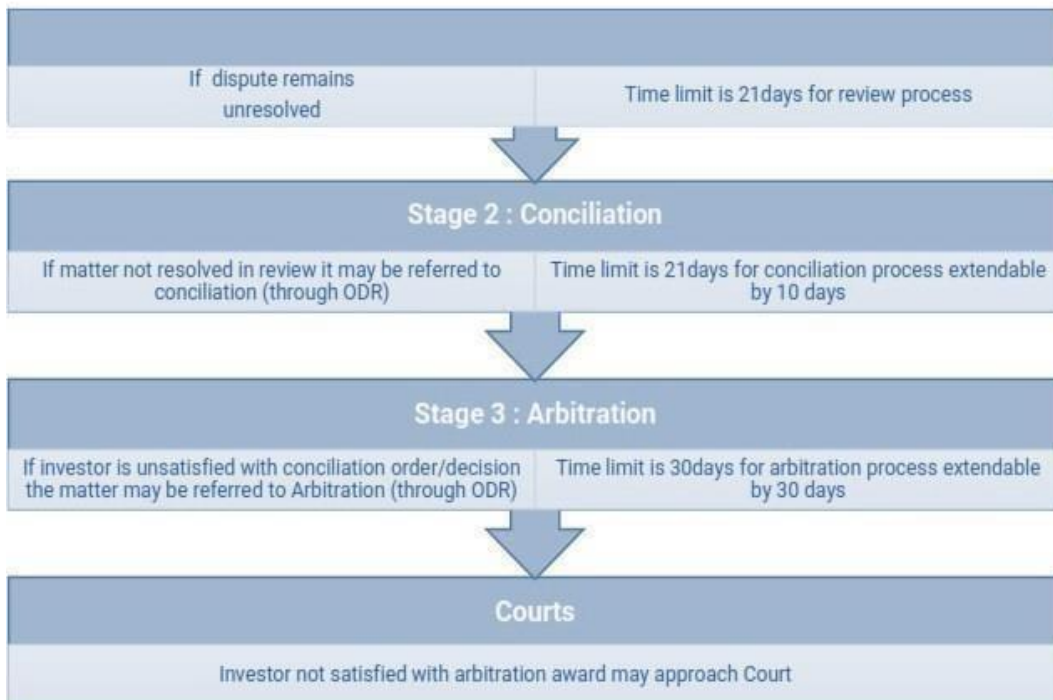 If dispute remains
unresolved
Time limit is 21days for review process
Stage 2 : Conciliation
If matter not resolved in review it may be referred to
conciliation (through ODR)
Time limit is 21days for conciliation process extendable
by 10 days
Stage 3 : Arbitration
If investor is unsatisfied with conciliation order/decision
the matter may be referred to Arbitration (through ODR)
Time limit is 30days for arbitration process extendable
by 30 days
Courts
Investor not satisfied with arbitration award may approach Court